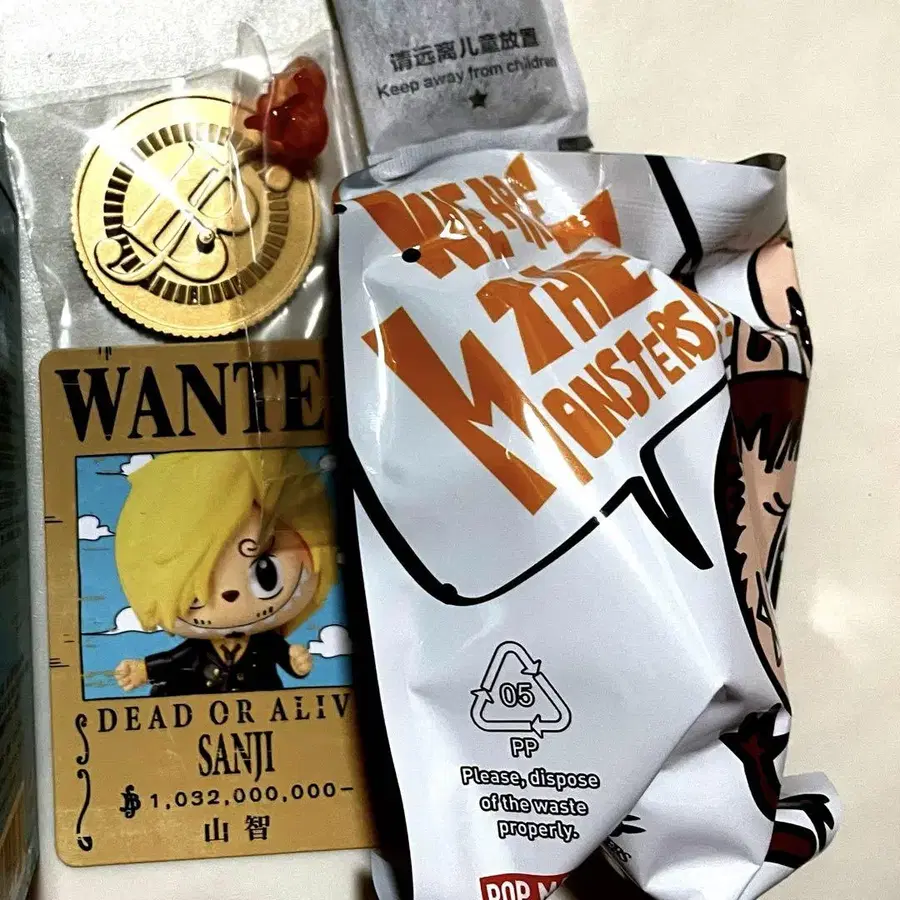 请远离儿童放置
Keep away from children
WE ARE
THE
MONSTERS!
WANTE
DEAD OR ALIV
SANJI
1,032,000,000-
山智
05
PP
Please, dispose
of the waste
properly.
POP M